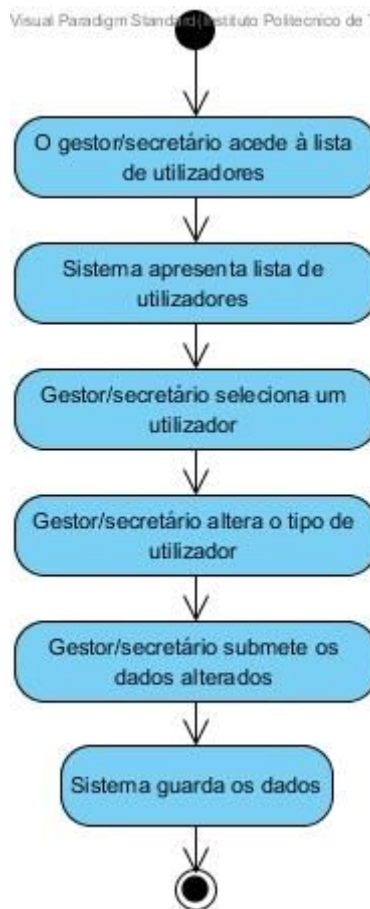 Visual Paradigm Standard(Instituto Politecnico de
O gestor/secretário acede à lista
de utilizadores
Sistema apresenta lista de
utilizadores
Gestor/secretário seleciona um
utilizador
Gestor/secretário altera o tipo de
utilizador
Gestor/secretário submete os
dados alterados
Sistema guarda os dados